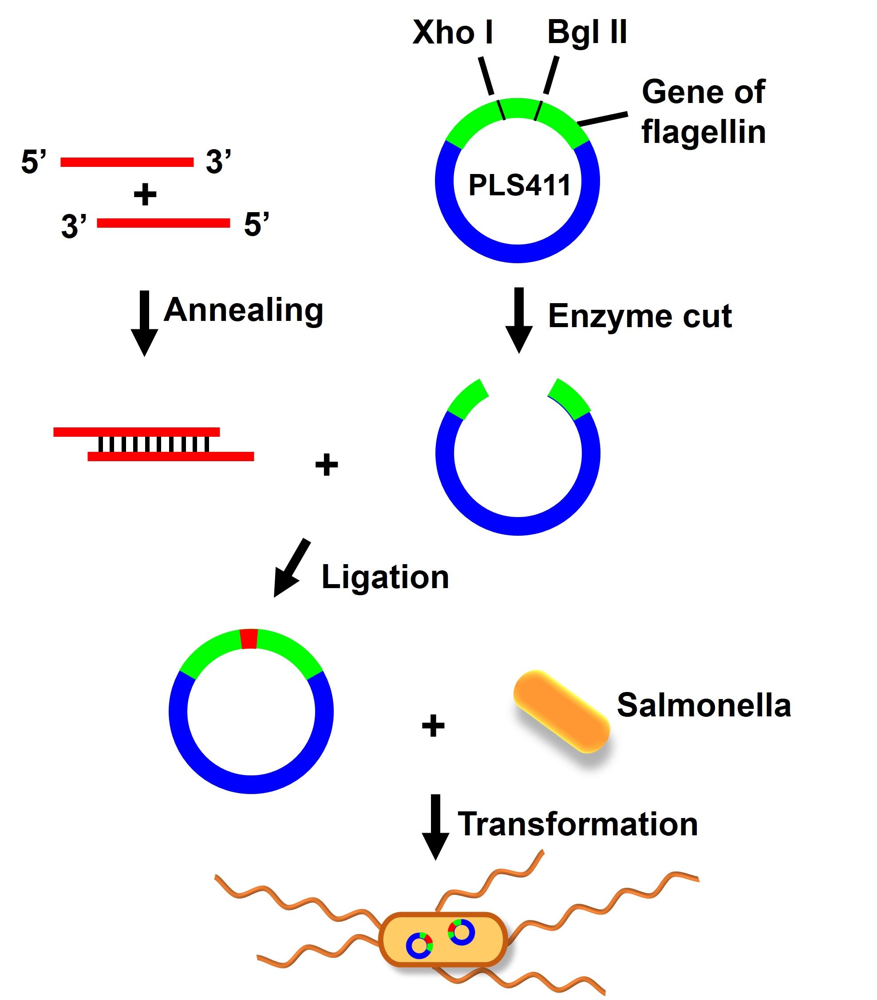 Xho I
Bgl II
Gene of
flagellin
5’
3’
+
3’
5’
PLS411
Annealing
Enzyme cut
+
Ligation
+
Salmonella
Transformation